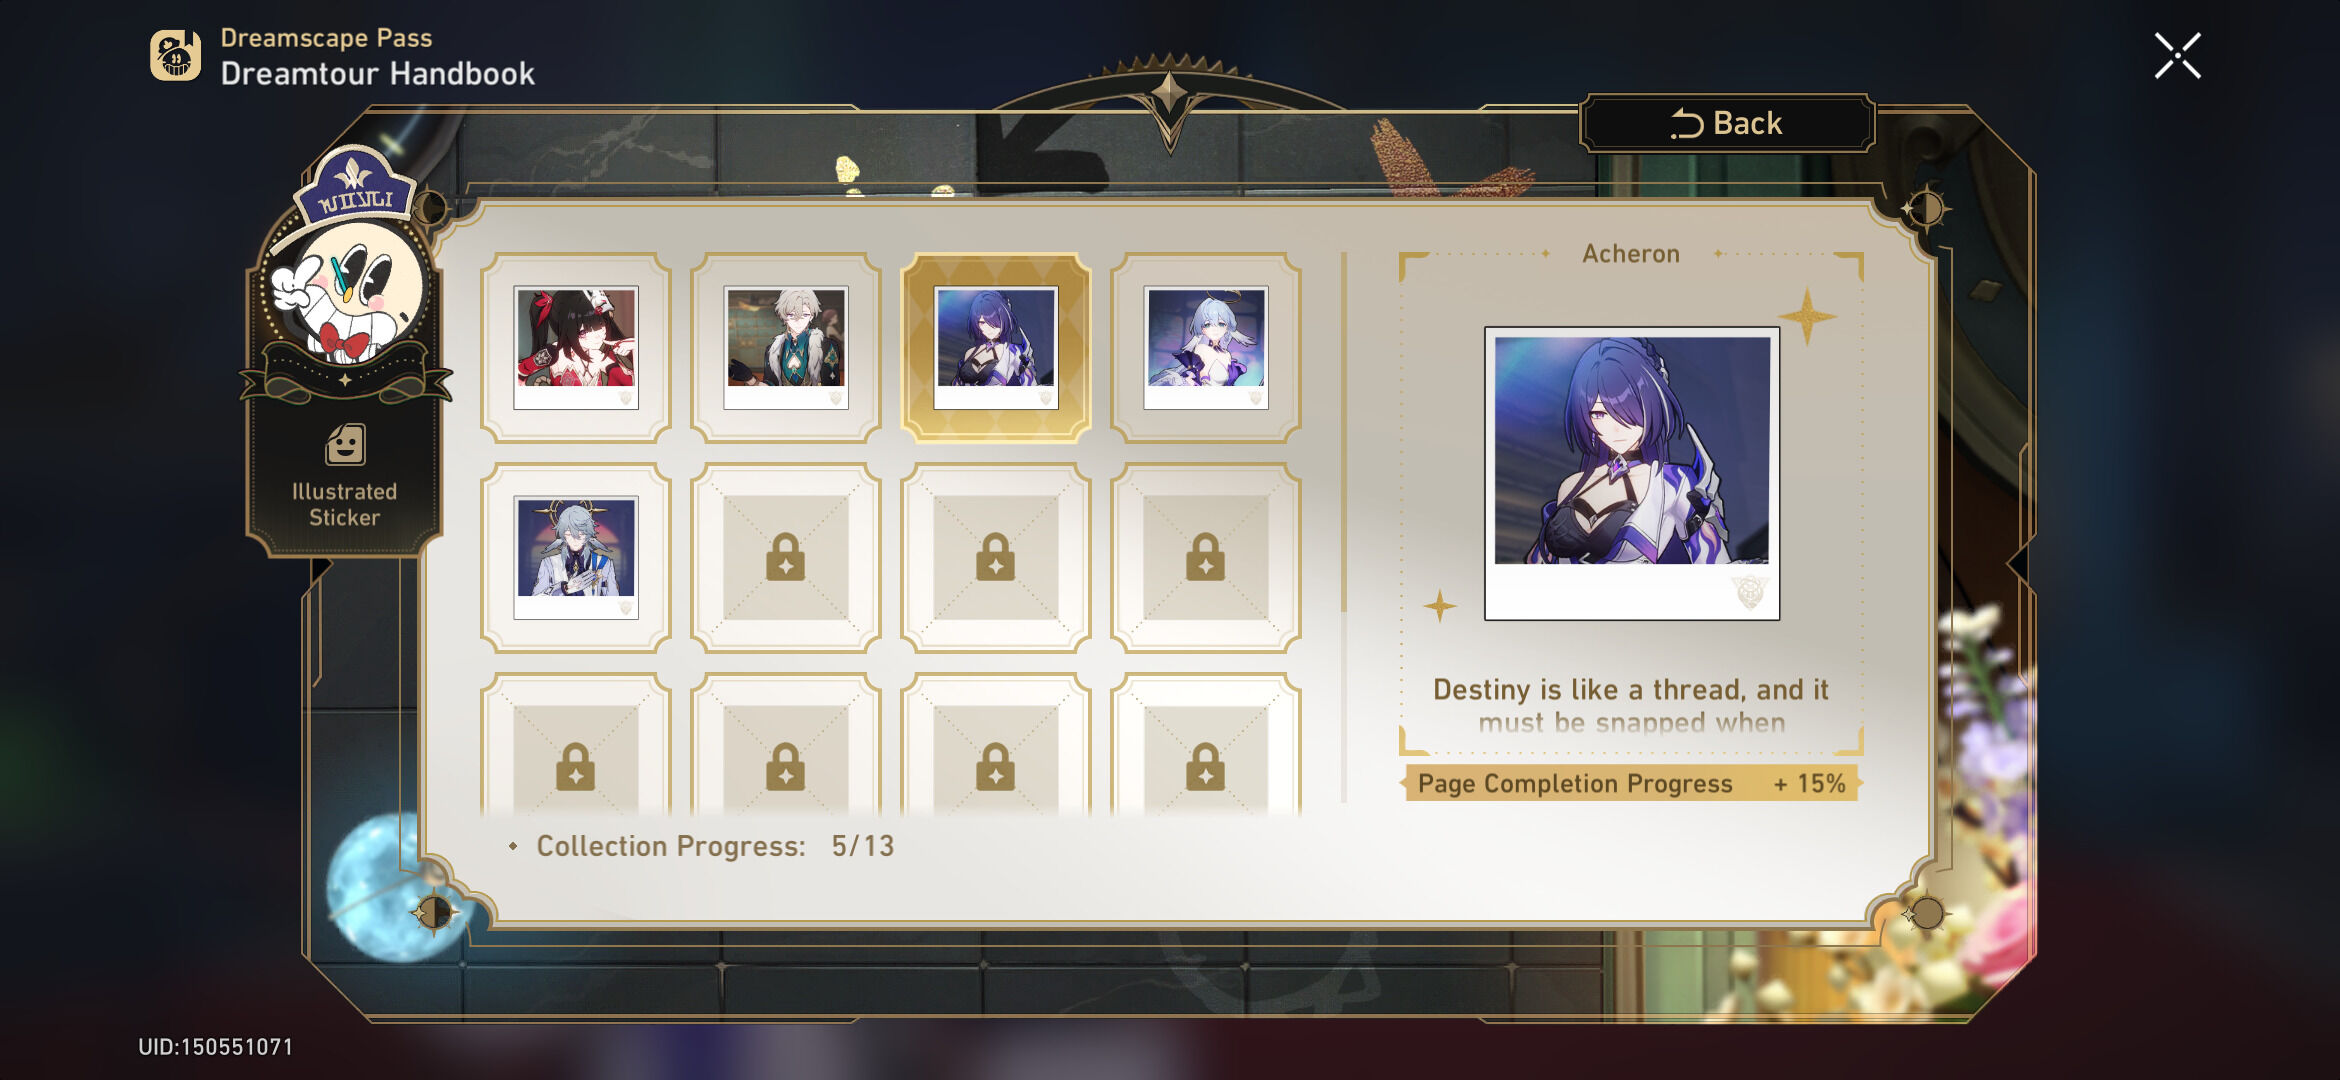 Dreamscape Pass
Dreamtour Handbook
Back
Acheron
Illustrated
Sticker
Destiny is like a thread, and it
must be snapped when
Page Completion Progress + 15%
Collection Progress: 5/13
UID:150551071